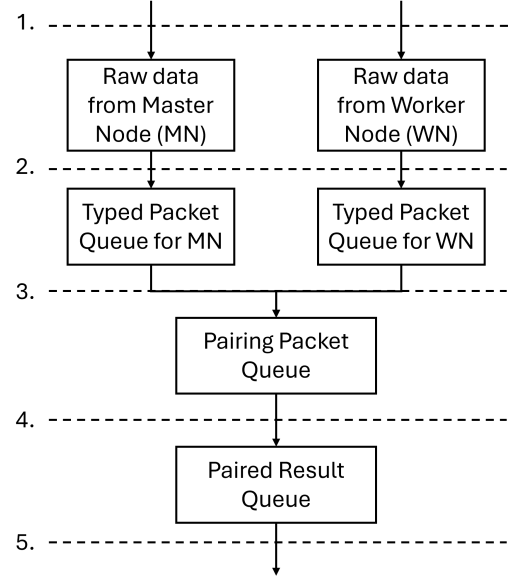 1.
Raw data
from Master
Node (MN)
Raw data
from Worker
Node (WN)
2.
Typed Packet
Queue for MN
Typed Packet
Queue for WN
3.
Pairing Packet
Queue
4.
Paired Result
Queue
5.